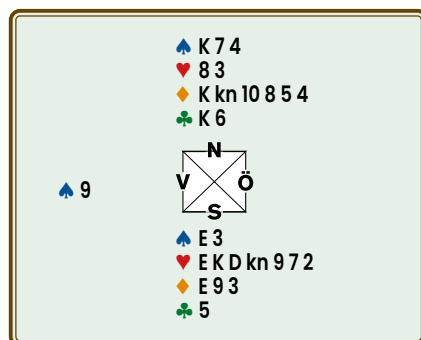 ♠ K 7 4
♥ 8 3
♦ K kn 10 8 5 4
♣ K 6
N
♠ 9
V
Ö
S
♠ E 3
♥ E K D kn 9 7 2
♦ E 9 3
♣ 5